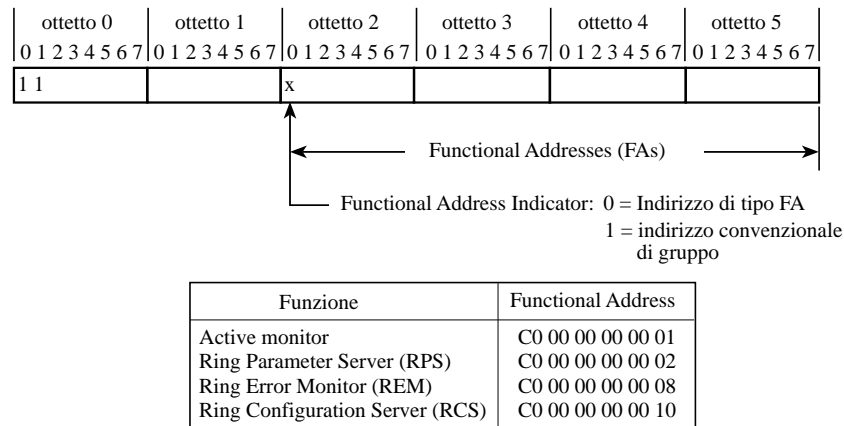 ottetto 0 ottetto 1 ottetto 2 ottetto 3 ottetto 4 ottetto 5
0 1 2 3 4 5 6 7 0 1 2 3 4 5 6 7 0 1 2 3 4 5 6 7 0 1 2 3 4 5 6 7 0 1 2 3 4 5 6 7 0 1 2 3 4 5 6 7
1 1 x
Functional Addresses (FAs)
Functional Address Indicator: 0 = Indirizzo di tipo FA
1 = indirizzo convenzionale
di gruppo
Funzione Functional Address
Active monitor C0 00 00 00 00 01
Ring Parameter Server (RPS) C0 00 00 00 00 02
Ring Error Monitor (REM) C0 00 00 00 00 08
Ring Configuration Server (RCS) C0 00 00 00 00 10